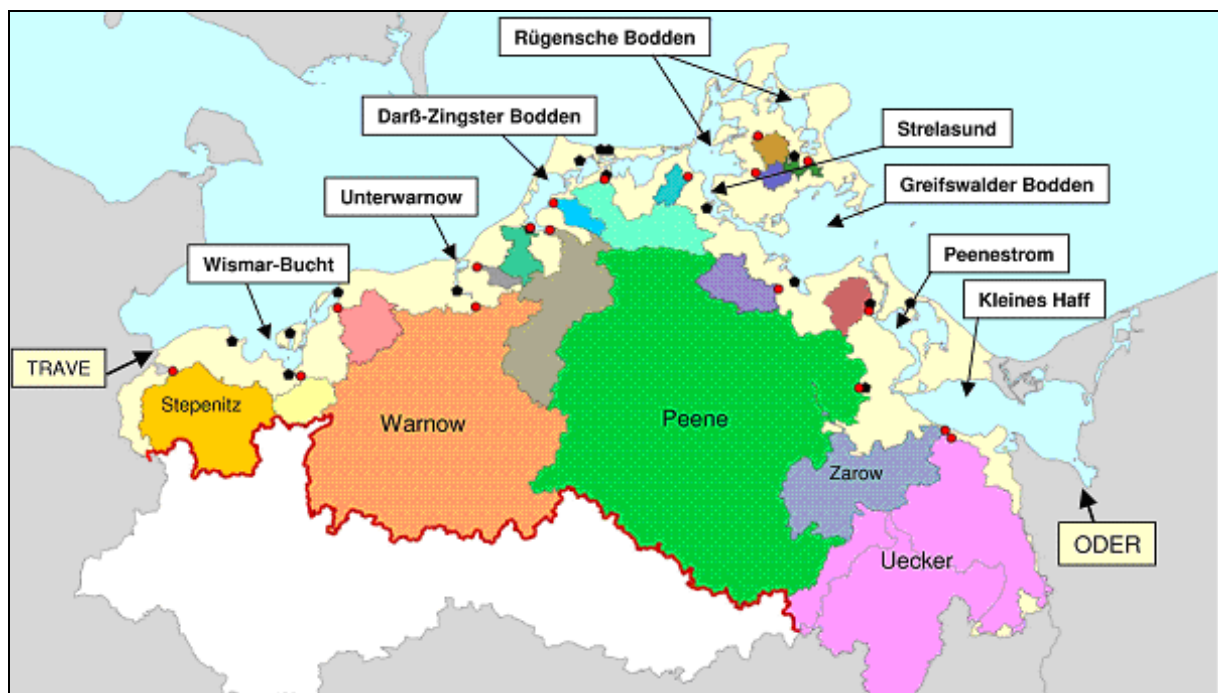 Rügensche Bodden
Darß-Zingster Bodden
Strelasund
Greifswalder Bodden
Unterwarnow
Wismar-Bucht
Peenestrom
Kleines Haff
TRAVE
Stepenitz
Warnow
Peene
Zarow
ODER
Uecker